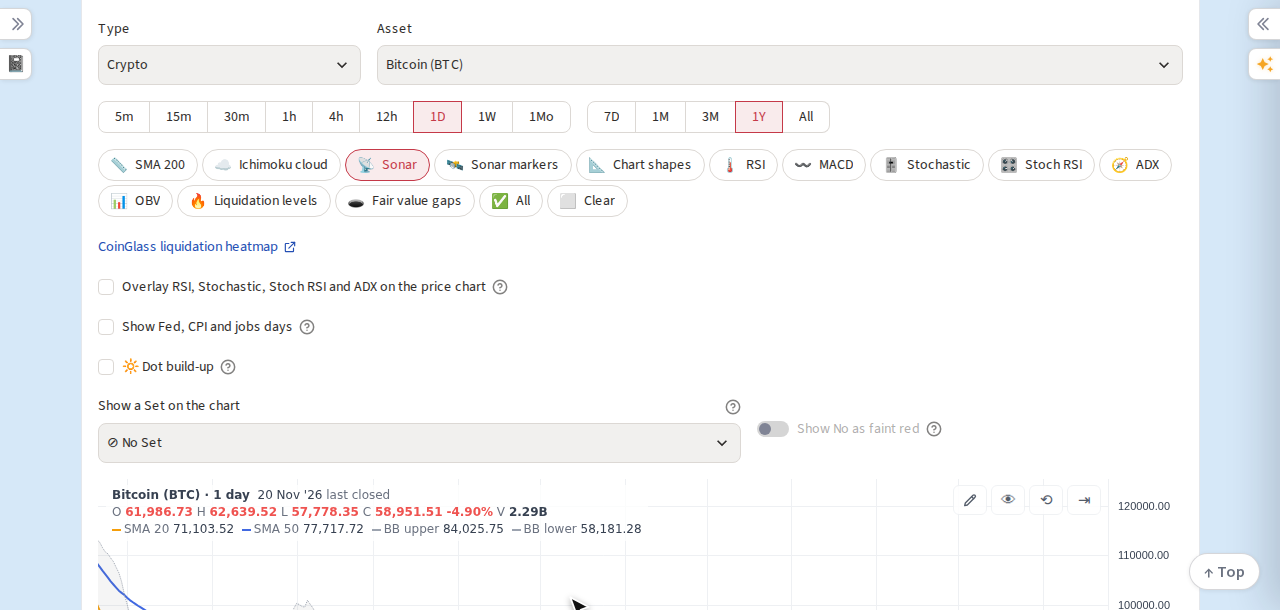 Type
Asset
Crypto
Bitcoin (BTC)
5m 15m 30m 1h 4h 12h 1D 1W 1Mo 7D 1M 3M 1Y All
SMA 200 Ichimoku cloud Sonar Sonar markers Chart shapes RSI MACD Stochastic Stoch RSI ADX
OBV Liquidation levels Fair value gaps All Clear
CoinGlass liquidation heatmap
Overlay RSI, Stochastic, Stoch RSI and ADX on the price chart
Show Fed, CPI and jobs days
Dot build-up
Show a Set on the chart
⊘ No Set
Show No as faint red
Bitcoin (BTC) · 1 day 20 Nov '26 last closed
O 61,986.73 H 62,639.52 L 57,778.35 C 58,951.51 -4.90% V 2.29B
SMA 20 71,103.52 SMA 50 77,717.72 BB upper 84,025.75 BB lower 58,181.28
120000.00
110000.00
100000.00
↑ Top